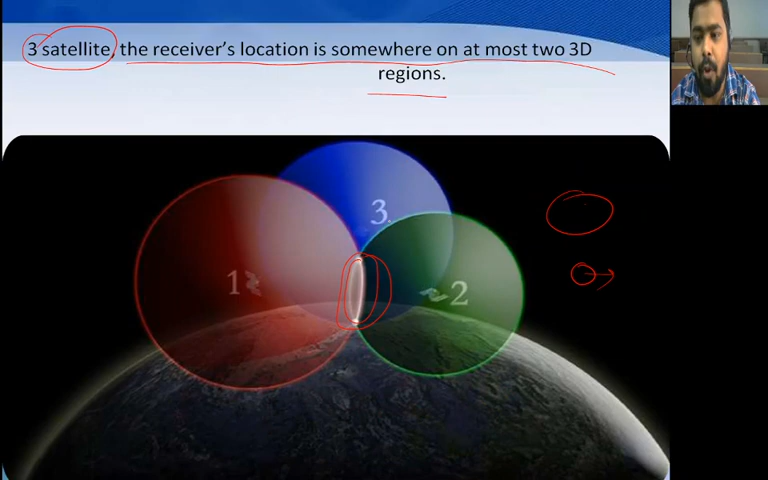 3 satellite, the receiver's location is somewhere on at most two 3D
regions.
3
1
2